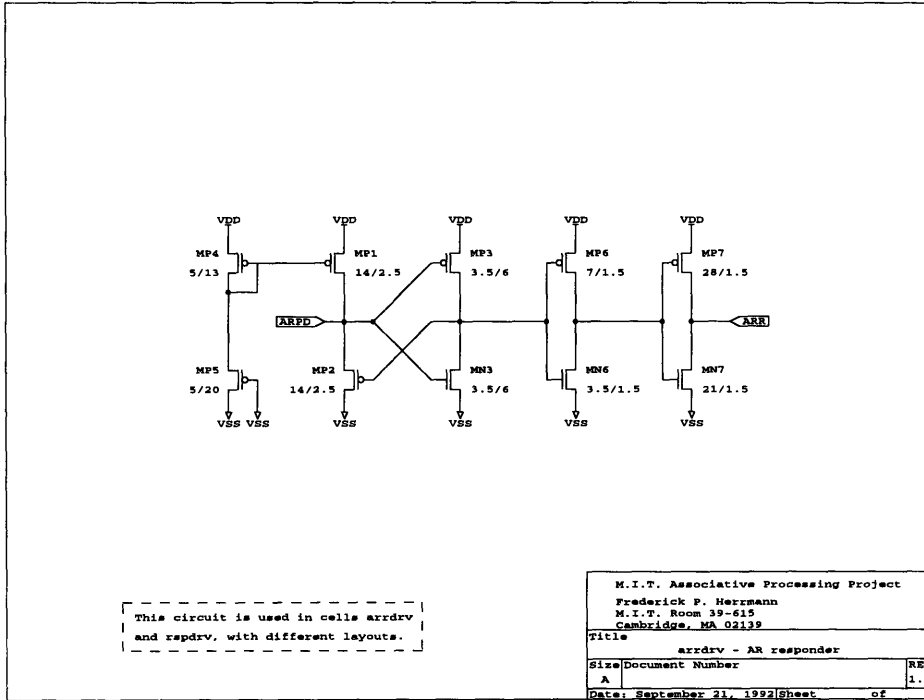 VDD VDD VDD VDD VDD
MP4 MP1 MP3 MP6 MP7
5/13 14/2.5 3.5/6 7/1.5 28/1.5
ARPD ARR
MP5 MP2 MN3 MN6 MN7
5/20 14/2.5 3.5/6 3.5/1.5 21/1.5
VSS VSS VSS VSS VSS VSS
This circuit is used in cells arrdrv
and rspdrv, with different layouts.
M.I.T. Associative Processing Project
Frederick P. Herrmann
M.I.T. Room 39-615
Cambridge, MA 02139
Title
arrdrv - AR responder
Size Document Number RE
A 1.
Date: September 21, 1992 Sheet of